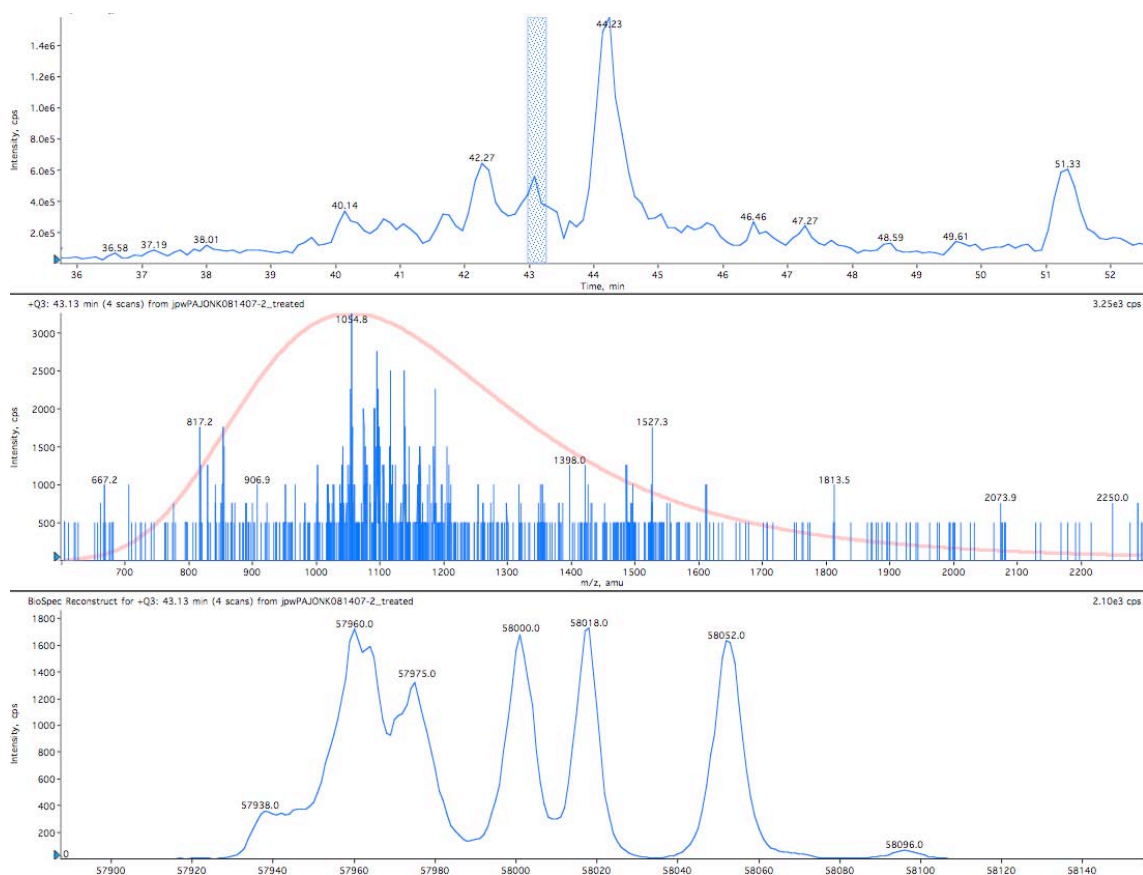 44.23
1.4e6
1.2e6
1.0e6
8.0e5
42.27
51.33
6.0e5
40.14
4.0e5
46.46
47.27
2.0e5
36.58 37.19 38.01
48.59
49.61
Intensity, cps
36 37 38 39 40 41 42 43 44 45 46 47 48 49 50 51 52
Time, min
+Q3: 43.13 min (4 scans) from jpwPAJONK081407-2_treated
3.25e3 cps
1054.8
3000
2500
2000
817.2
1527.3
1500
1398.0
667.2
906.9
1813.5
1000
2073.9
2250.0
500
Intensity, cps
700 800 900 1000 1100 1200 1300 1400 1500 1600 1700 1800 1900 2000 2100 2200
m/z, amu
BioSpec Reconstruct for +Q3: 43.13 min (4 scans) from jpwPAJONK081407-2_treated
2.10e3 cps
1800
57960.0
58000.0
58018.0
58052.0
1600
1400
57975.0
1200
1000
800
600
400
57938.0
200
58096.0
0
Intensity, cps
57900 57920 57940 57960 57980 58000 58020 58040 58060 58080 58100 58120 58140